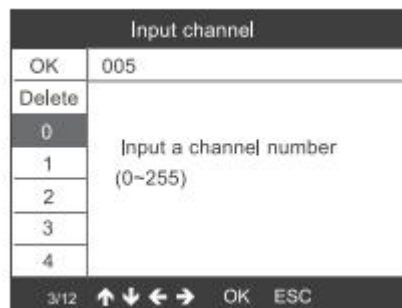 Input channel
OK 005
Delete
0
1
2
3
4
Input a channel number
(0~255)
3/12 ↑ ↓ ← → OK ESC